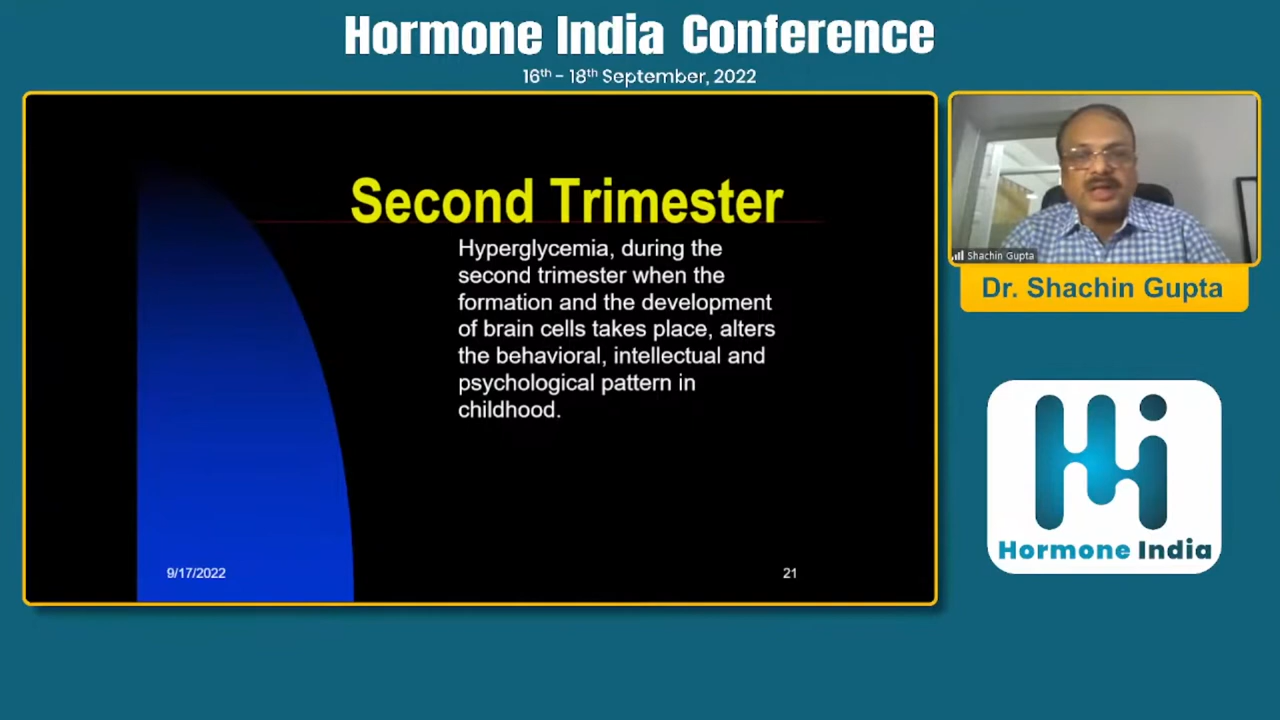 Hormone India Conference
16th - 18th September, 2022
Second Trimester
Hyperglycemia, during the
second trimester when the
formation and the development
of brain cells takes place, alters
the behavioral, intellectual and
psychological pattern in
childhood.
9/17/2022
21
Shachin Gupta
Dr. Shachin Gupta
Hi
Hormone India